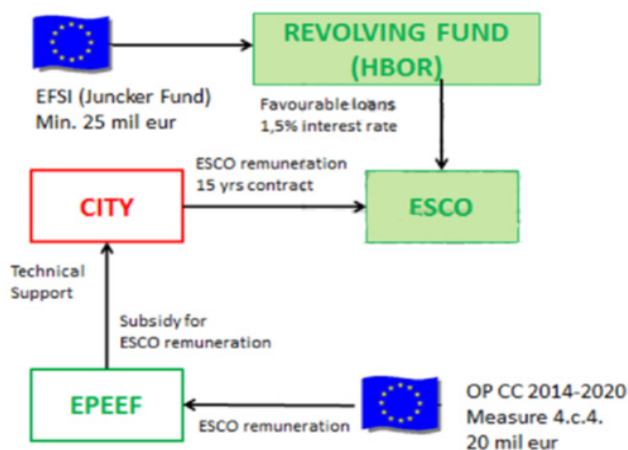 REVOLVING FUND
(HBOR)
EFSI (Juncker Fund)
Min. 25 mil eur
Favourable loans
1,5% interest rate
ESCO remuneration
15 yrs contract
CITY
ESCO
Technical
Support
Subsidy for
ESCO remuneration
EPEEF
ESCO remuneration
OP CC 2014-2020
Measure 4.c.4.
20 mil eur